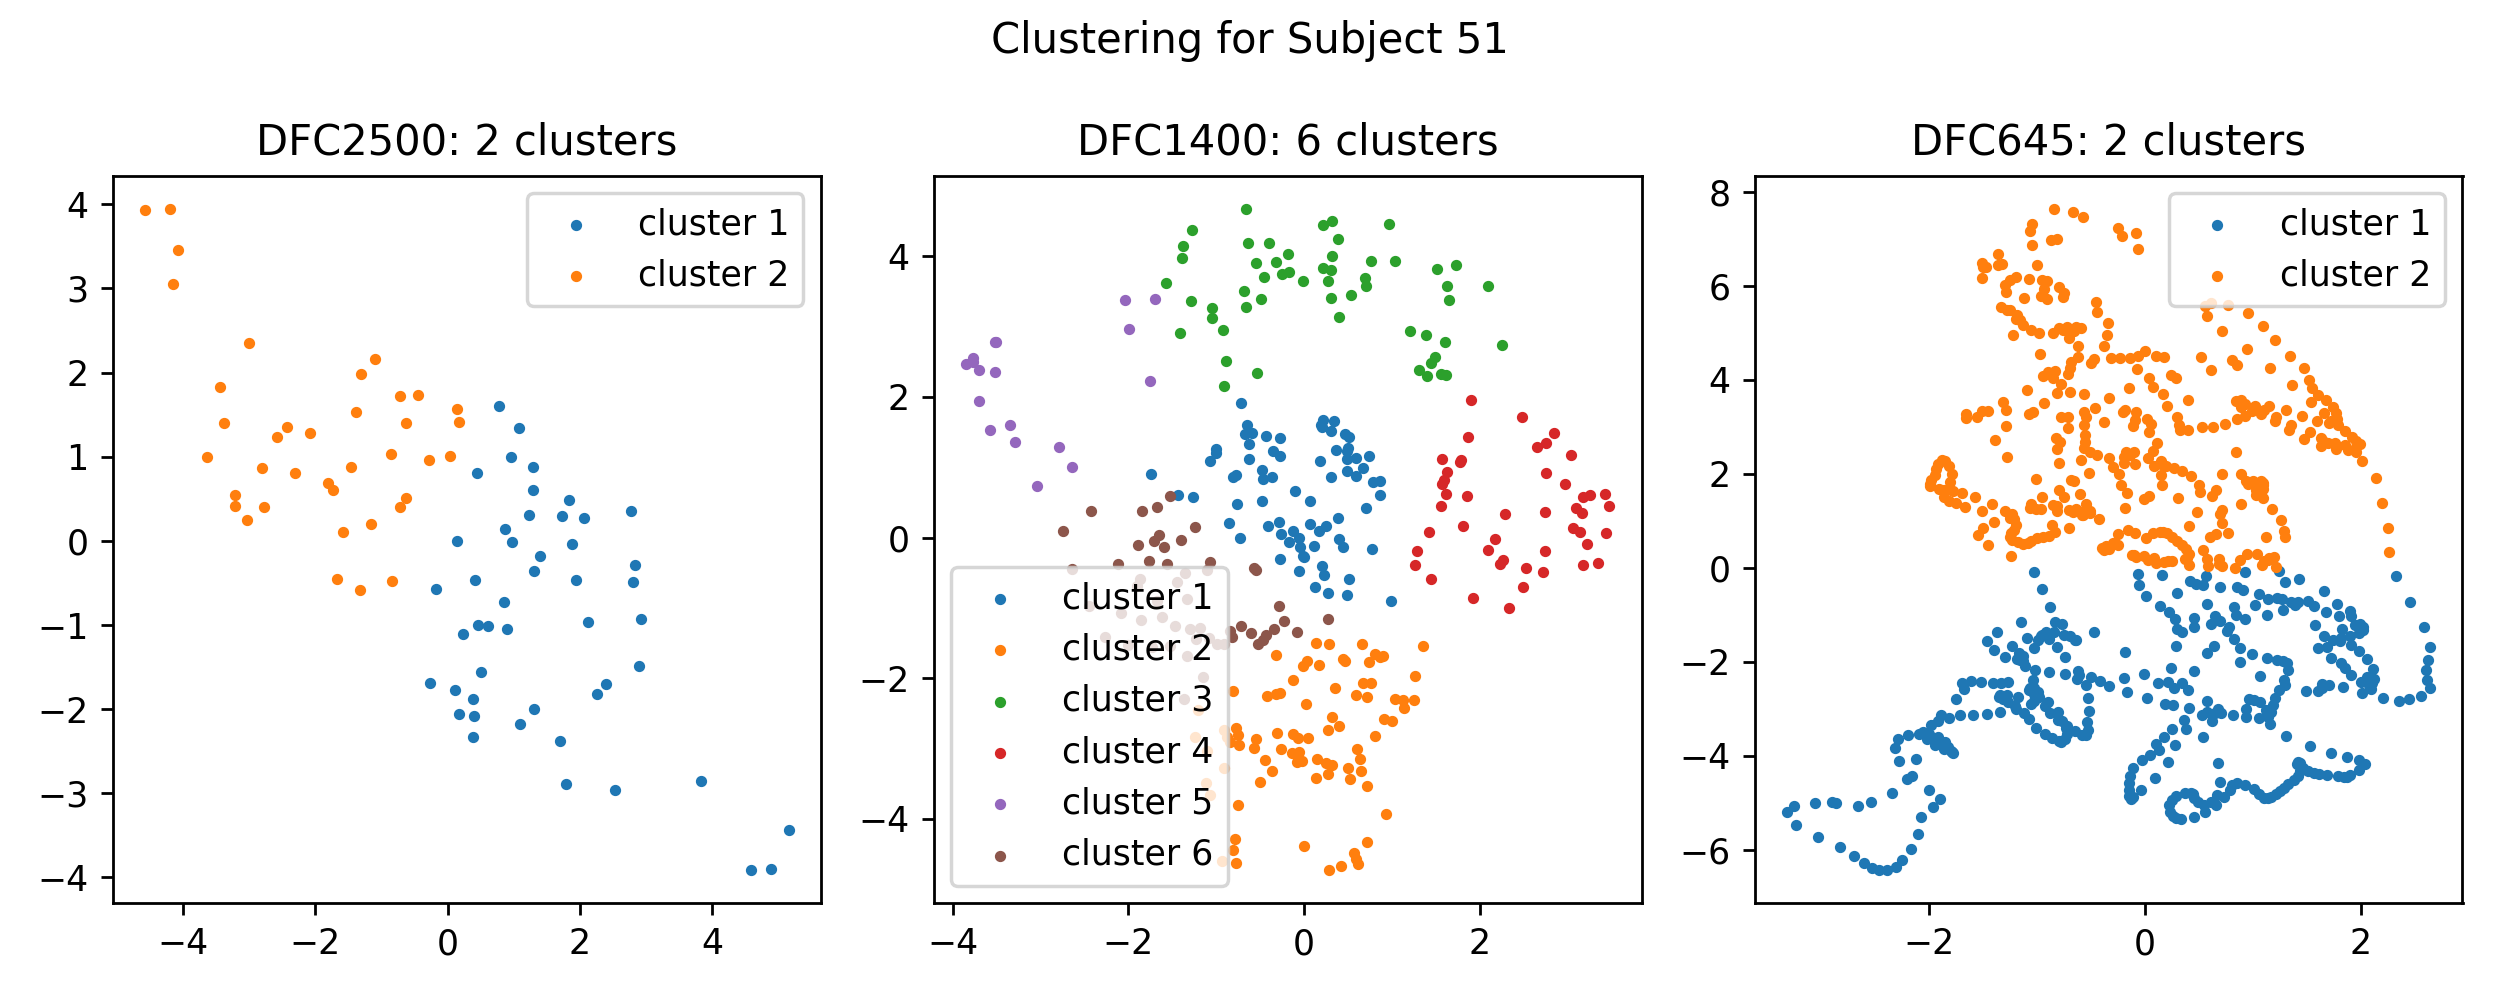 Clustering for Subject 51
DFC2500: 2 clusters
4
3
2
1
0
−1
−2
−3
−4
−4
−2
0
2
4
cluster 1
cluster 2
DFC1400: 6 clusters
4
2
0
−2
−4
−4
−2
0
2
cluster 1
cluster 2
cluster 3
cluster 4
cluster 5
cluster 6
DFC645: 2 clusters
8
6
4
2
0
−2
−4
−6
−2
0
2
cluster 1
cluster 2